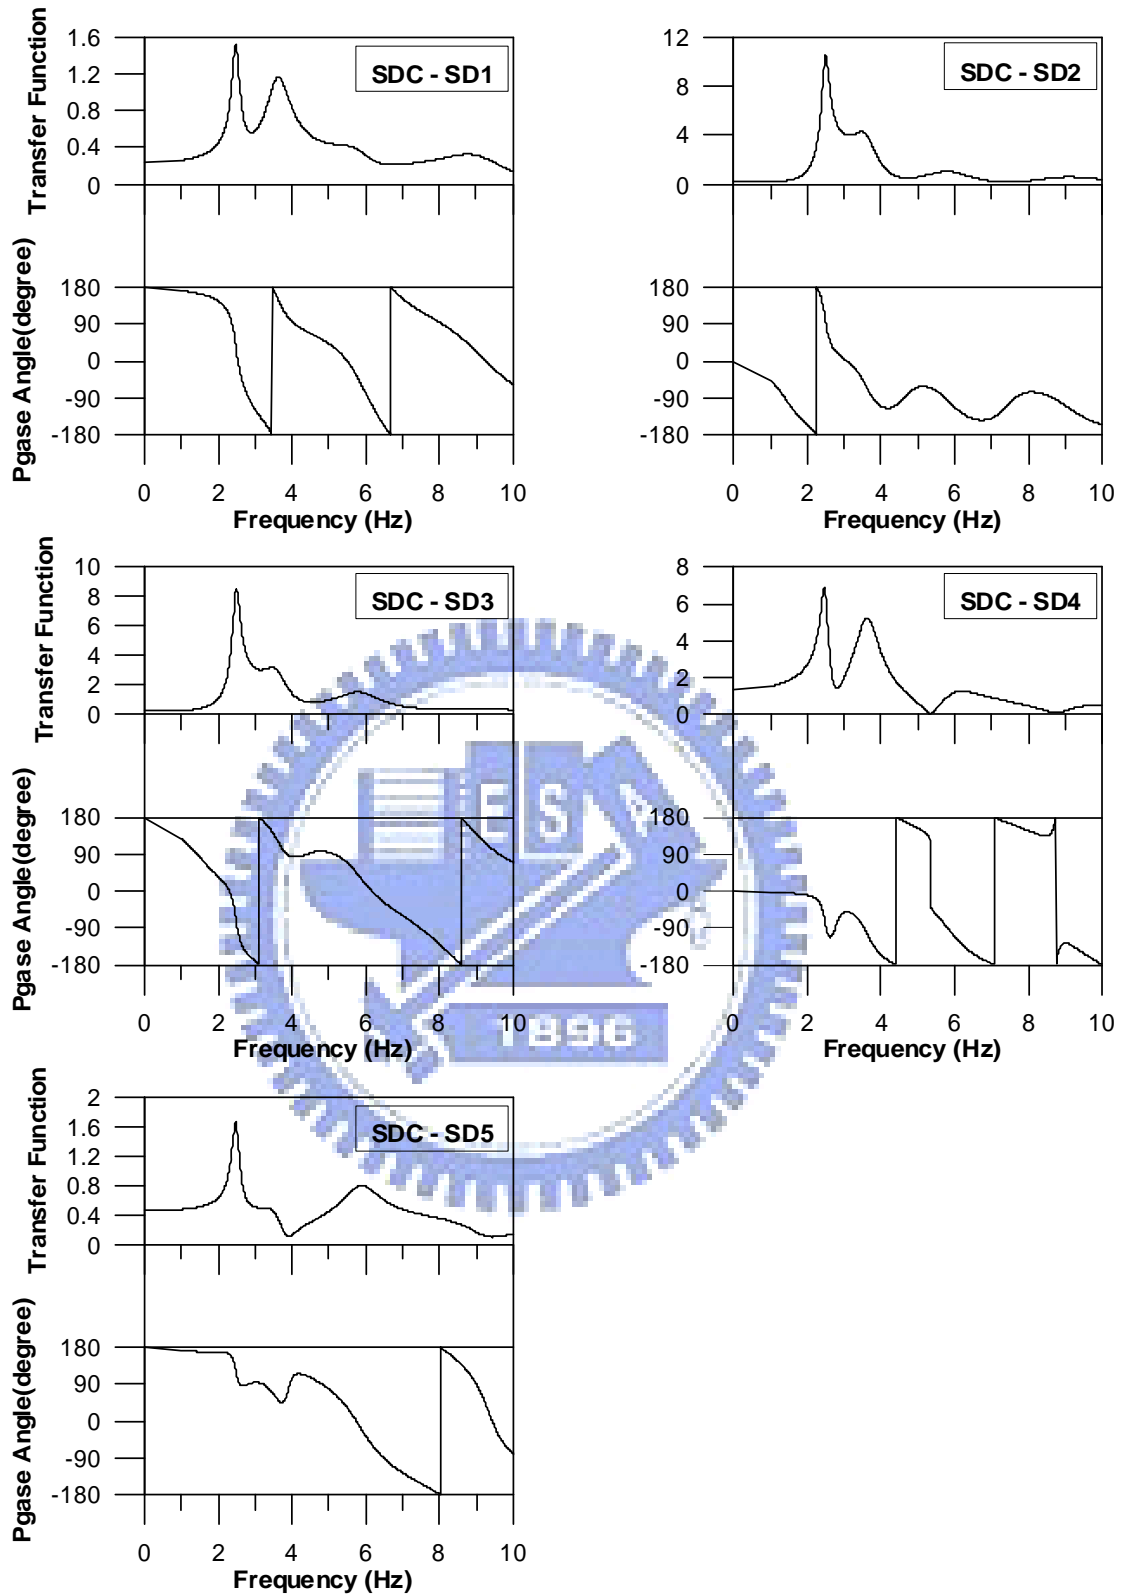 Transfer Function
1.6
1.2
0.8
0.4
0
SDC - SD1
Pgase Angle(degree)
180
90
0
-90
-180
0 2 4 6 8 10
Frequency (Hz)
12
8
4
0
SDC - SD2
180
90
0
-90
-180
0 2 4 6 8 10
Frequency (Hz)
Transfer Function
10
8
6
4
2
0
SDC - SD3
Pgase Angle(degree)
180
90
0
-90
-180
0 2 4 6 8 10
Frequency (Hz)
8
6
4
2
0
SDC - SD4
180
90
0
-90
-180
0 2 4 6 8 10
Frequency (Hz)
E S A
1896
Transfer Function
2
1.6
1.2
0.8
0.4
0
SDC - SD5
Pgase Angle(degree)
180
90
0
-90
-180
0 2 4 6 8 10
Frequency (Hz)